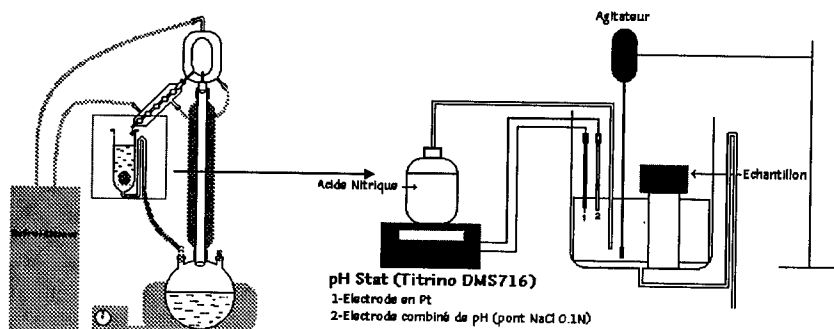 Agitateur
Acide Nitrique
Echantillon
1
2
pH Stat (Titrino DMS716)
1-Electrode en Pt
2-Electrode combiné de pH (pont NaCl 0.1N)